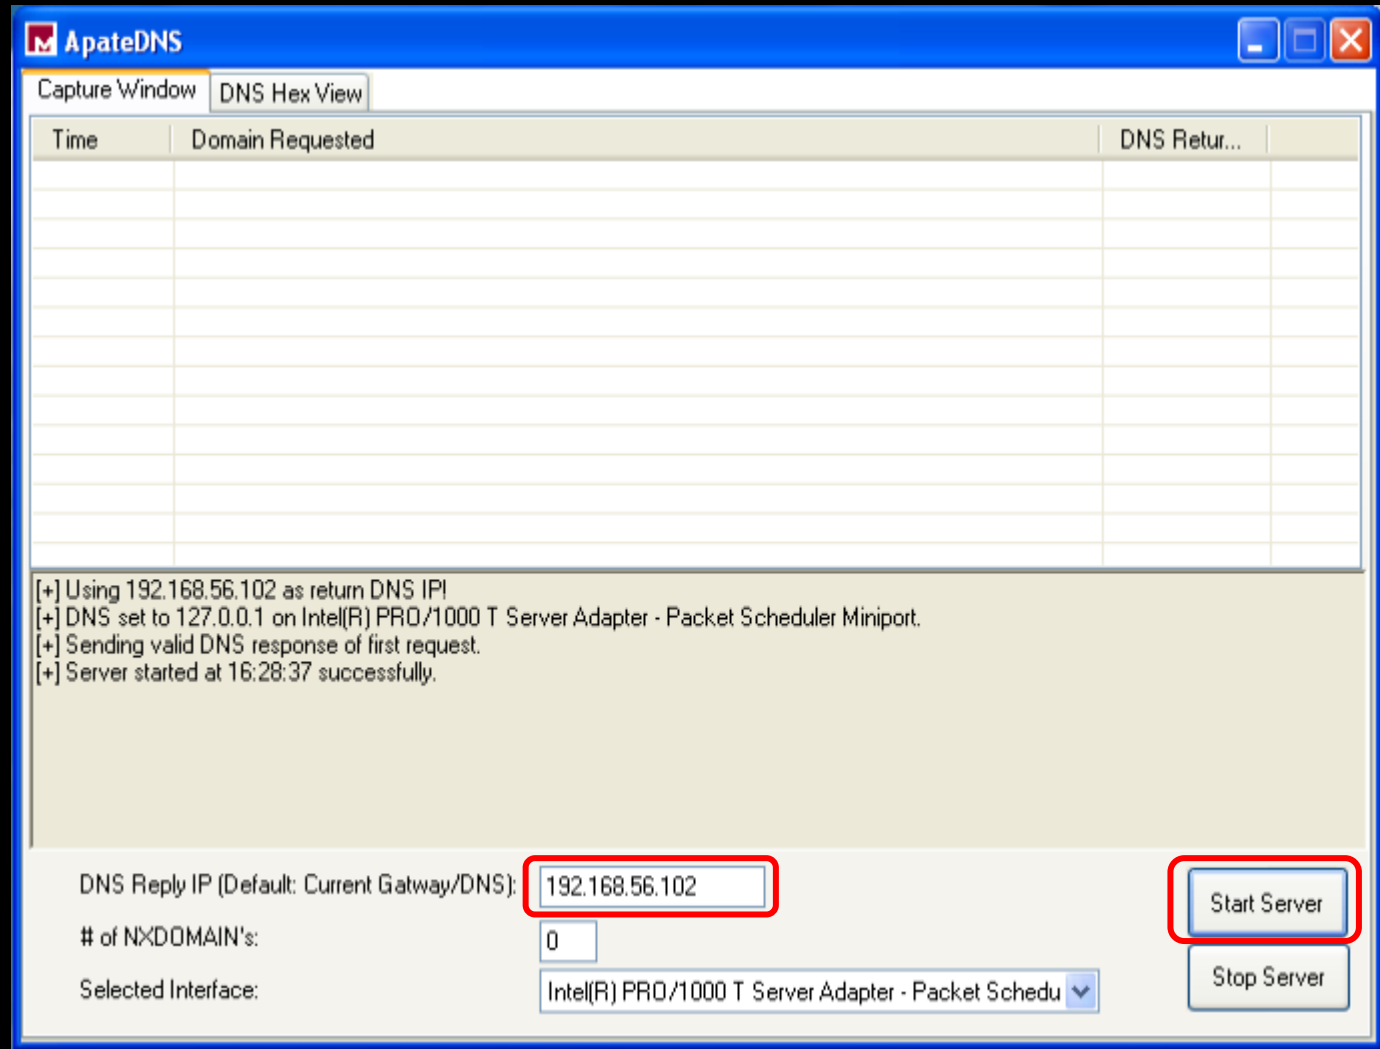 ApateDNS
Capture Window DNS Hex View
Time Domain Requested DNS Retur...
[+] Using 192.168.56.102 as return DNS IP!
[+] DNS set to 127.0.0.1 on Intel(R) PRO/1000 T Server Adapter - Packet Scheduler Miniport.
[+] Sending valid DNS response of first request.
[+] Server started at 16:28:37 successfully.
DNS Reply IP (Default: Current Gatway/DNS): 192.168.56.102
Start Server
# of NXDOMAIN's: 0
Stop Server
Selected Interface: Intel(R) PRO/1000 T Server Adapter - Packet Schedu